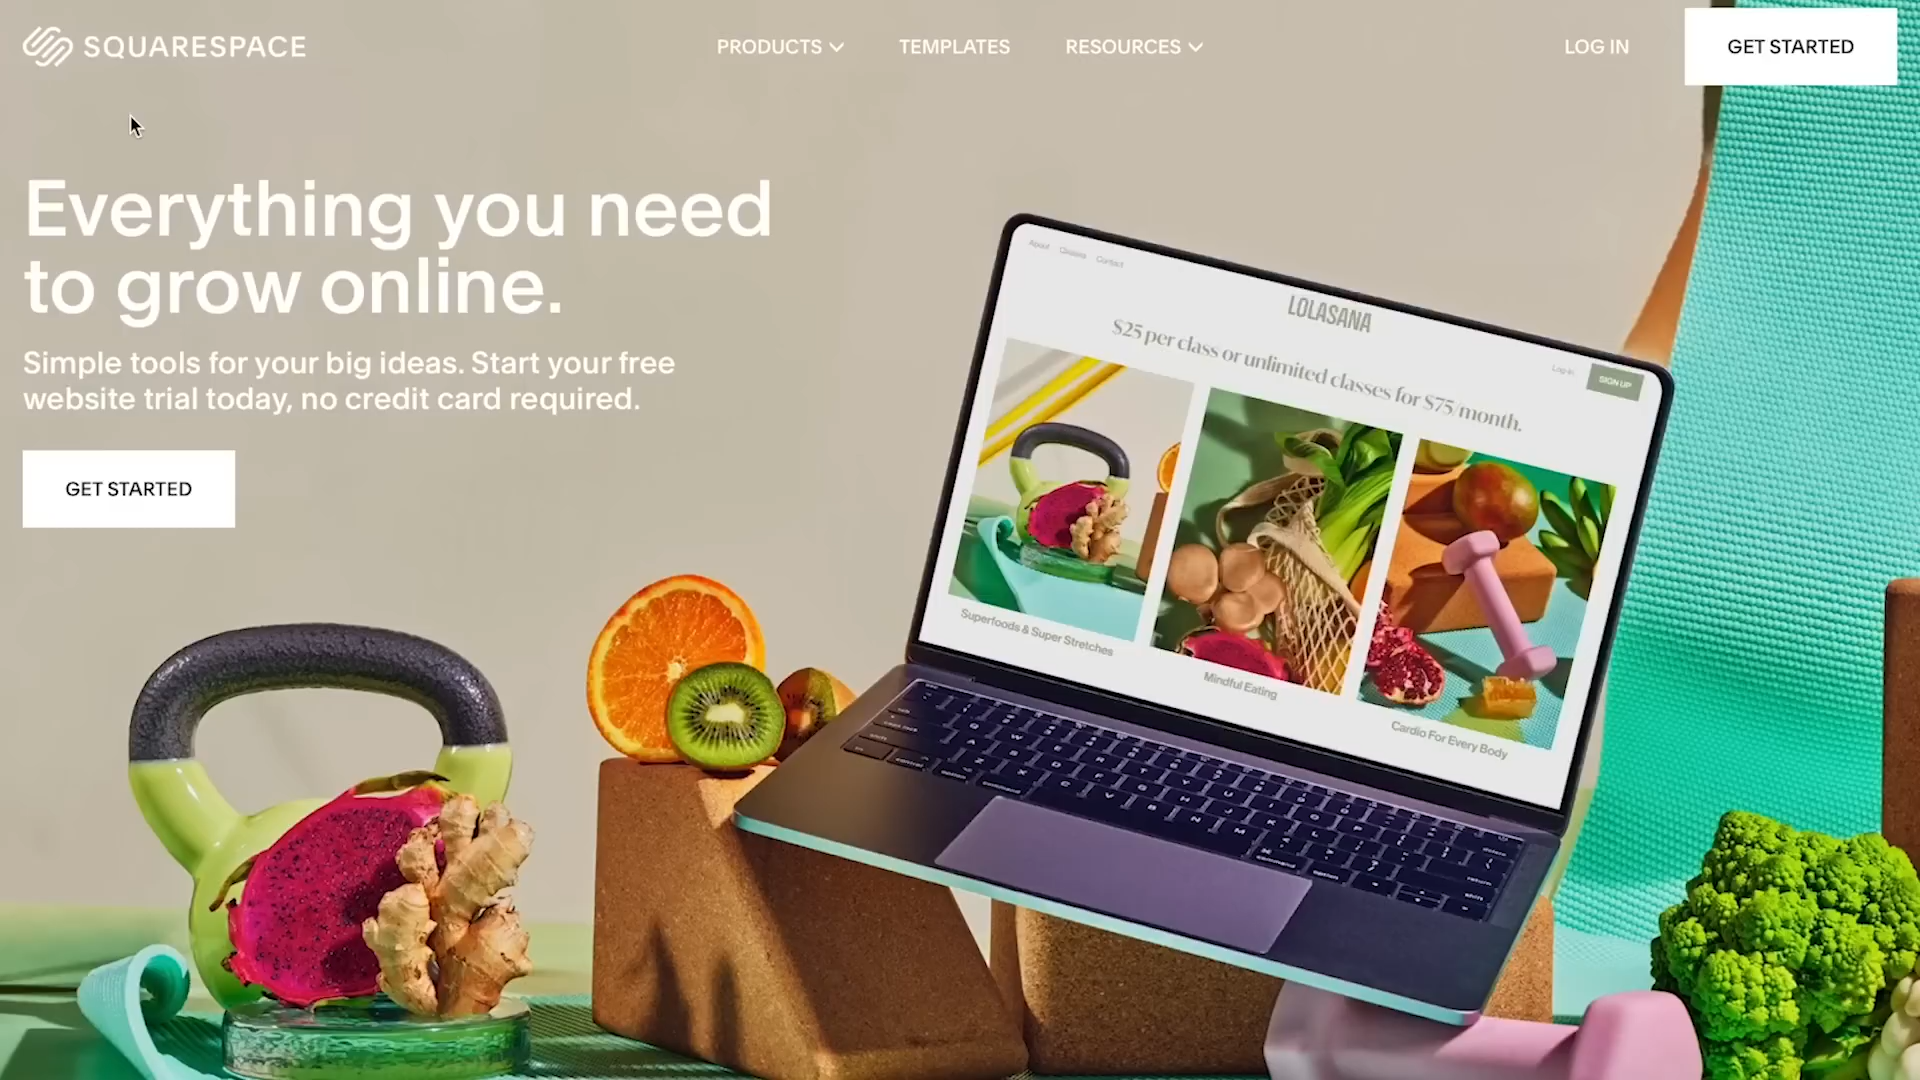 SQUARESPACE
PRODUCTS
TEMPLATES
RESOURCES
LOG IN
GET STARTED
Everything you need
to grow online.
Simple tools for your big ideas. Start your free
website trial today, no credit card required.
GET STARTED
About Classes Contact
LOLASANA
Log In
SIGN UP
$25 per class or unlimited classes for $75/month.
Superfoods & Super Stretches
Mindful Eating
Cardio For Every Body